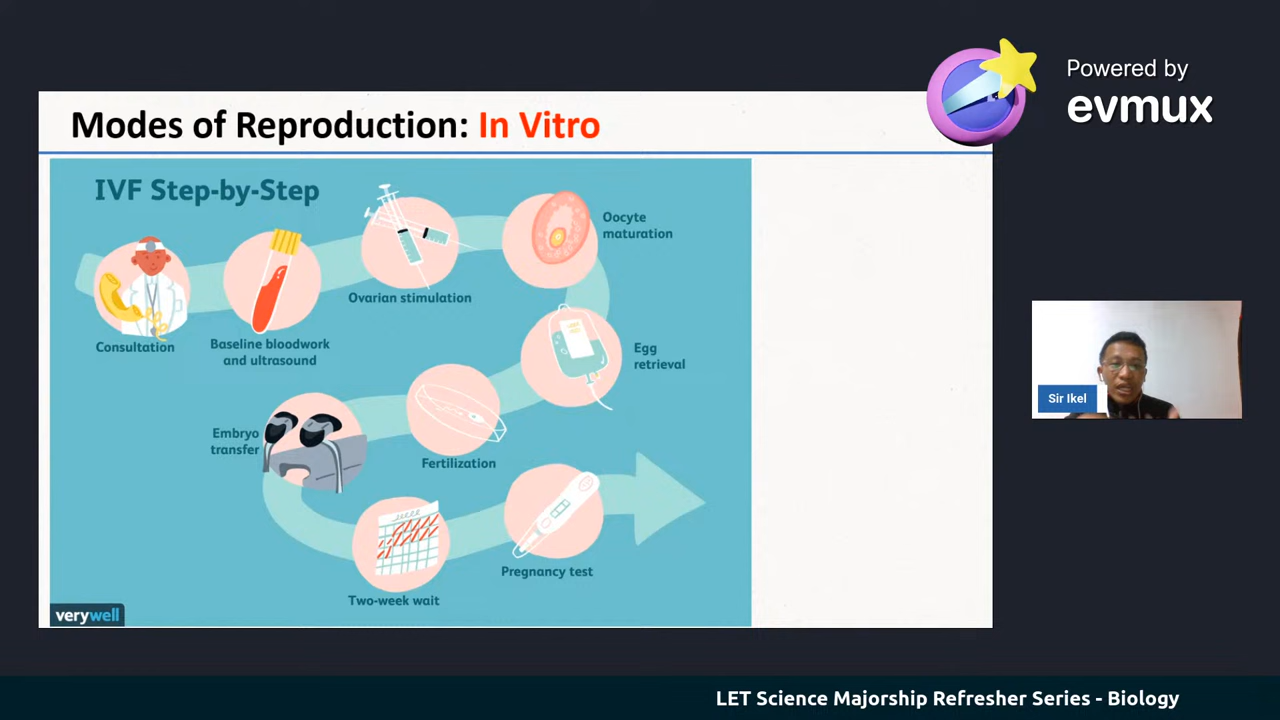 Powered by
evmux
Modes of Reproduction: In Vitro
IVF Step-by-Step
Consultation
Baseline bloodwork
and ultrasound
Ovarian stimulation
Oocyte
maturation
Egg
retrieval
Fertilization
Embryo
transfer
Two-week wait
Pregnancy test
verywell
Sir Ikel
LET Science Majorship Refresher Series - Biology